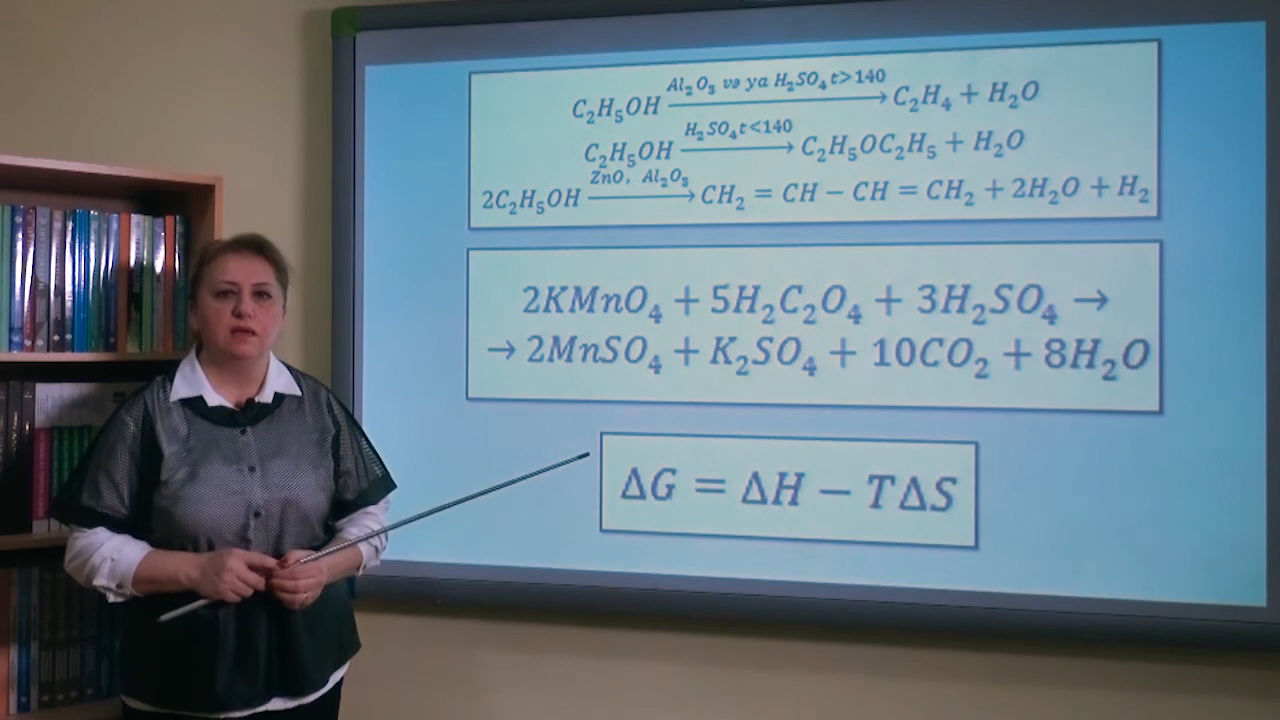 C₂H₅OH —Al₂O₃ və ya H₂SO₄ t>140→ C₂H₄ + H₂O
C₂H₅OH —H₂SO₄ t<140→ C₂H₅OC₂H₅ + H₂O
2C₂H₅OH —ZnO, Al₂O₃→ CH₂ = CH − CH = CH₂ + 2H₂O + H₂
2KMnO₄ + 5H₂C₂O₄ + 3H₂SO₄ →
→ 2MnSO₄ + K₂SO₄ + 10CO₂ + 8H₂O
ΔG = ΔH − TΔS